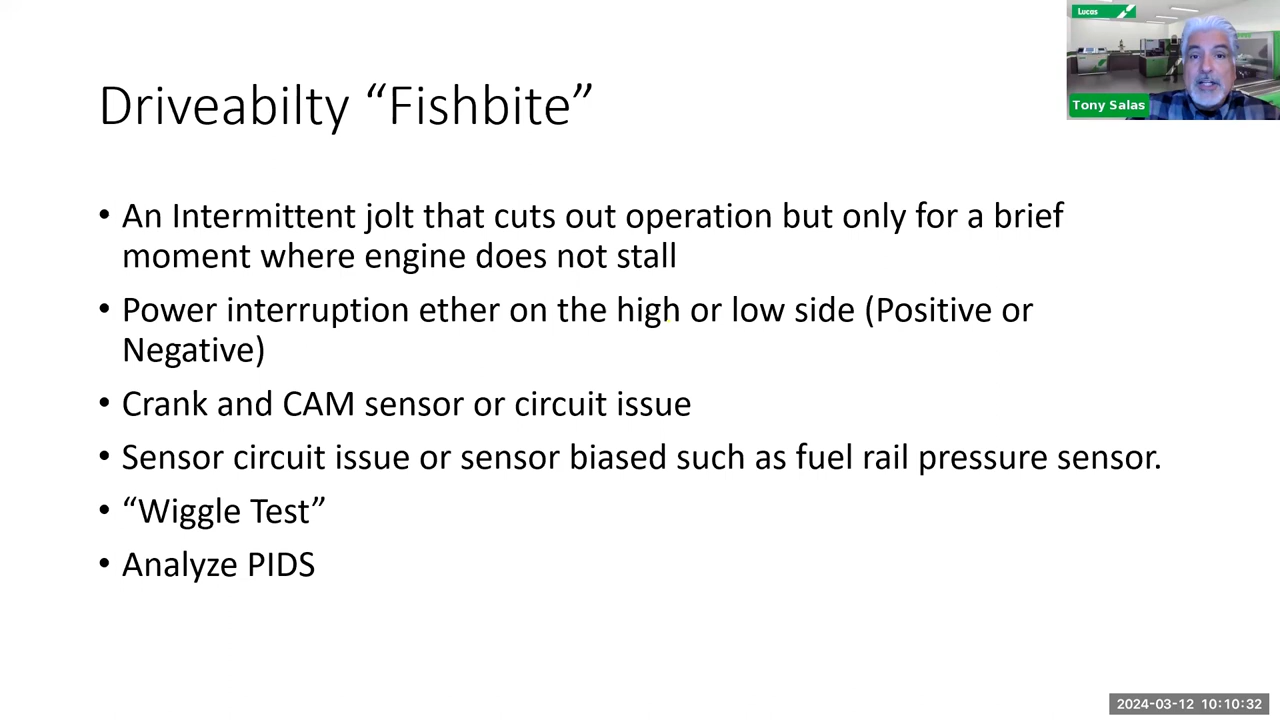 Lucas
Tony Salas
Driveabilty “Fishbite”
• An Intermittent jolt that cuts out operation but only for a brief
moment where engine does not stall
• Power interruption ether on the high or low side (Positive or
Negative)
• Crank and CAM sensor or circuit issue
• Sensor circuit issue or sensor biased such as fuel rail pressure sensor.
• “Wiggle Test”
• Analyze PIDS
2024-03-12 10:10:32